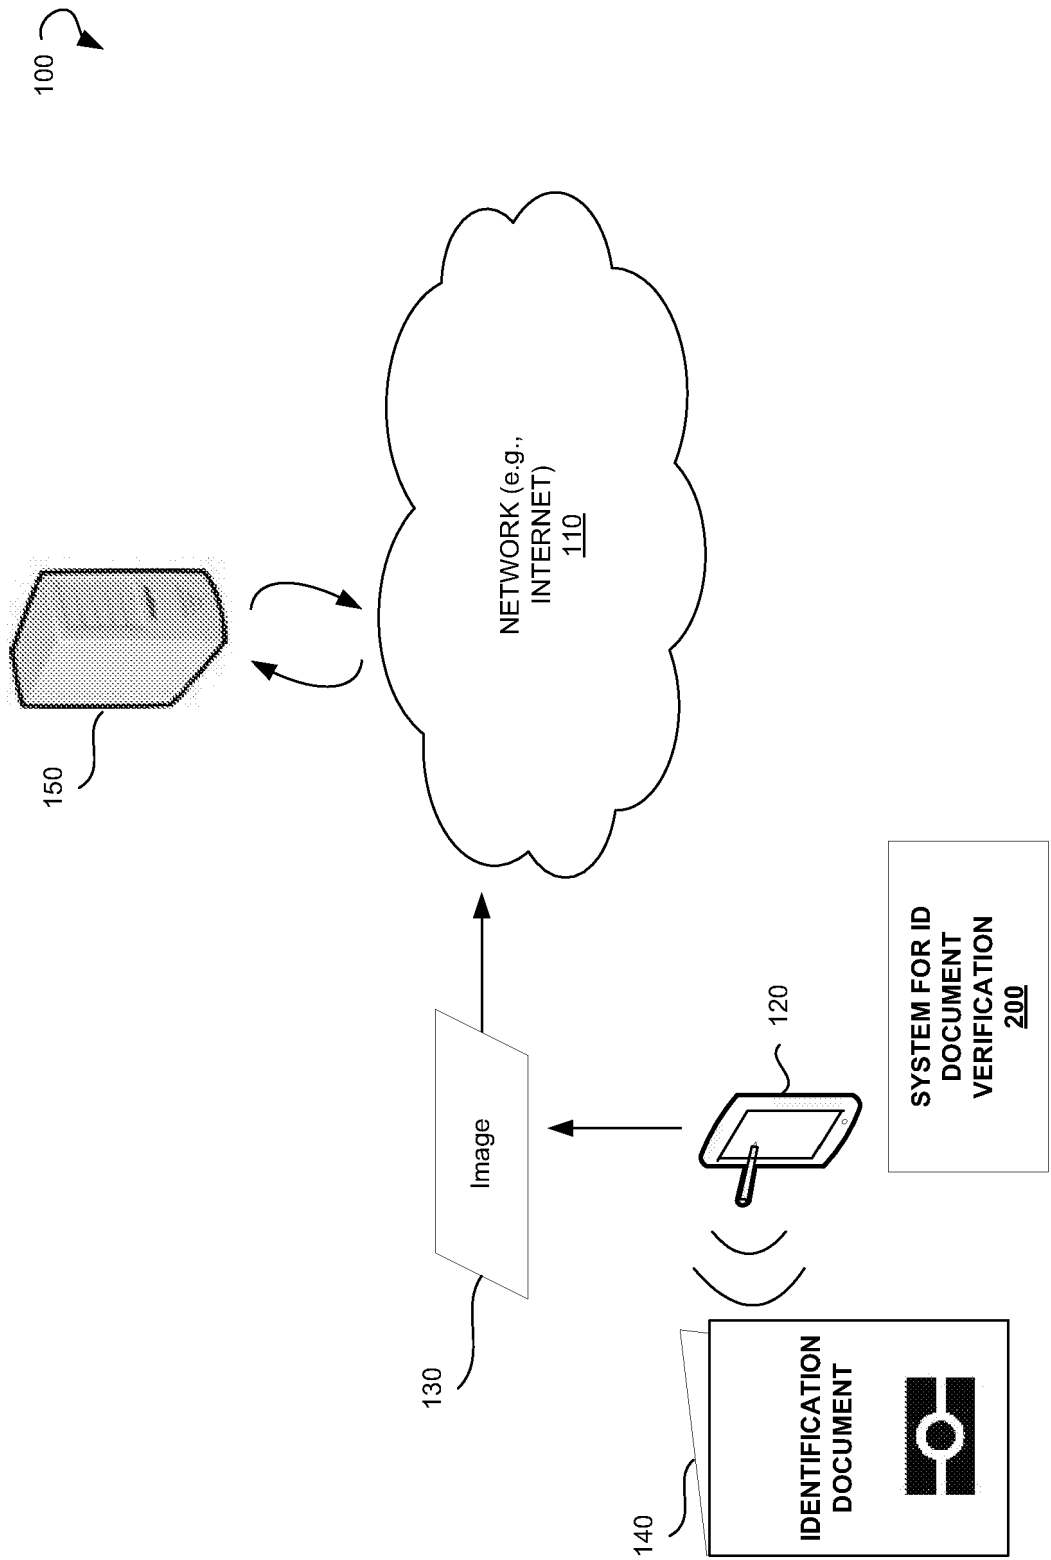 100
150
NETWORK (e.g.,
INTERNET)
110
130
Image
120
140
IDENTIFICATION
DOCUMENT
SYSTEM FOR ID
DOCUMENT
VERIFICATION
200